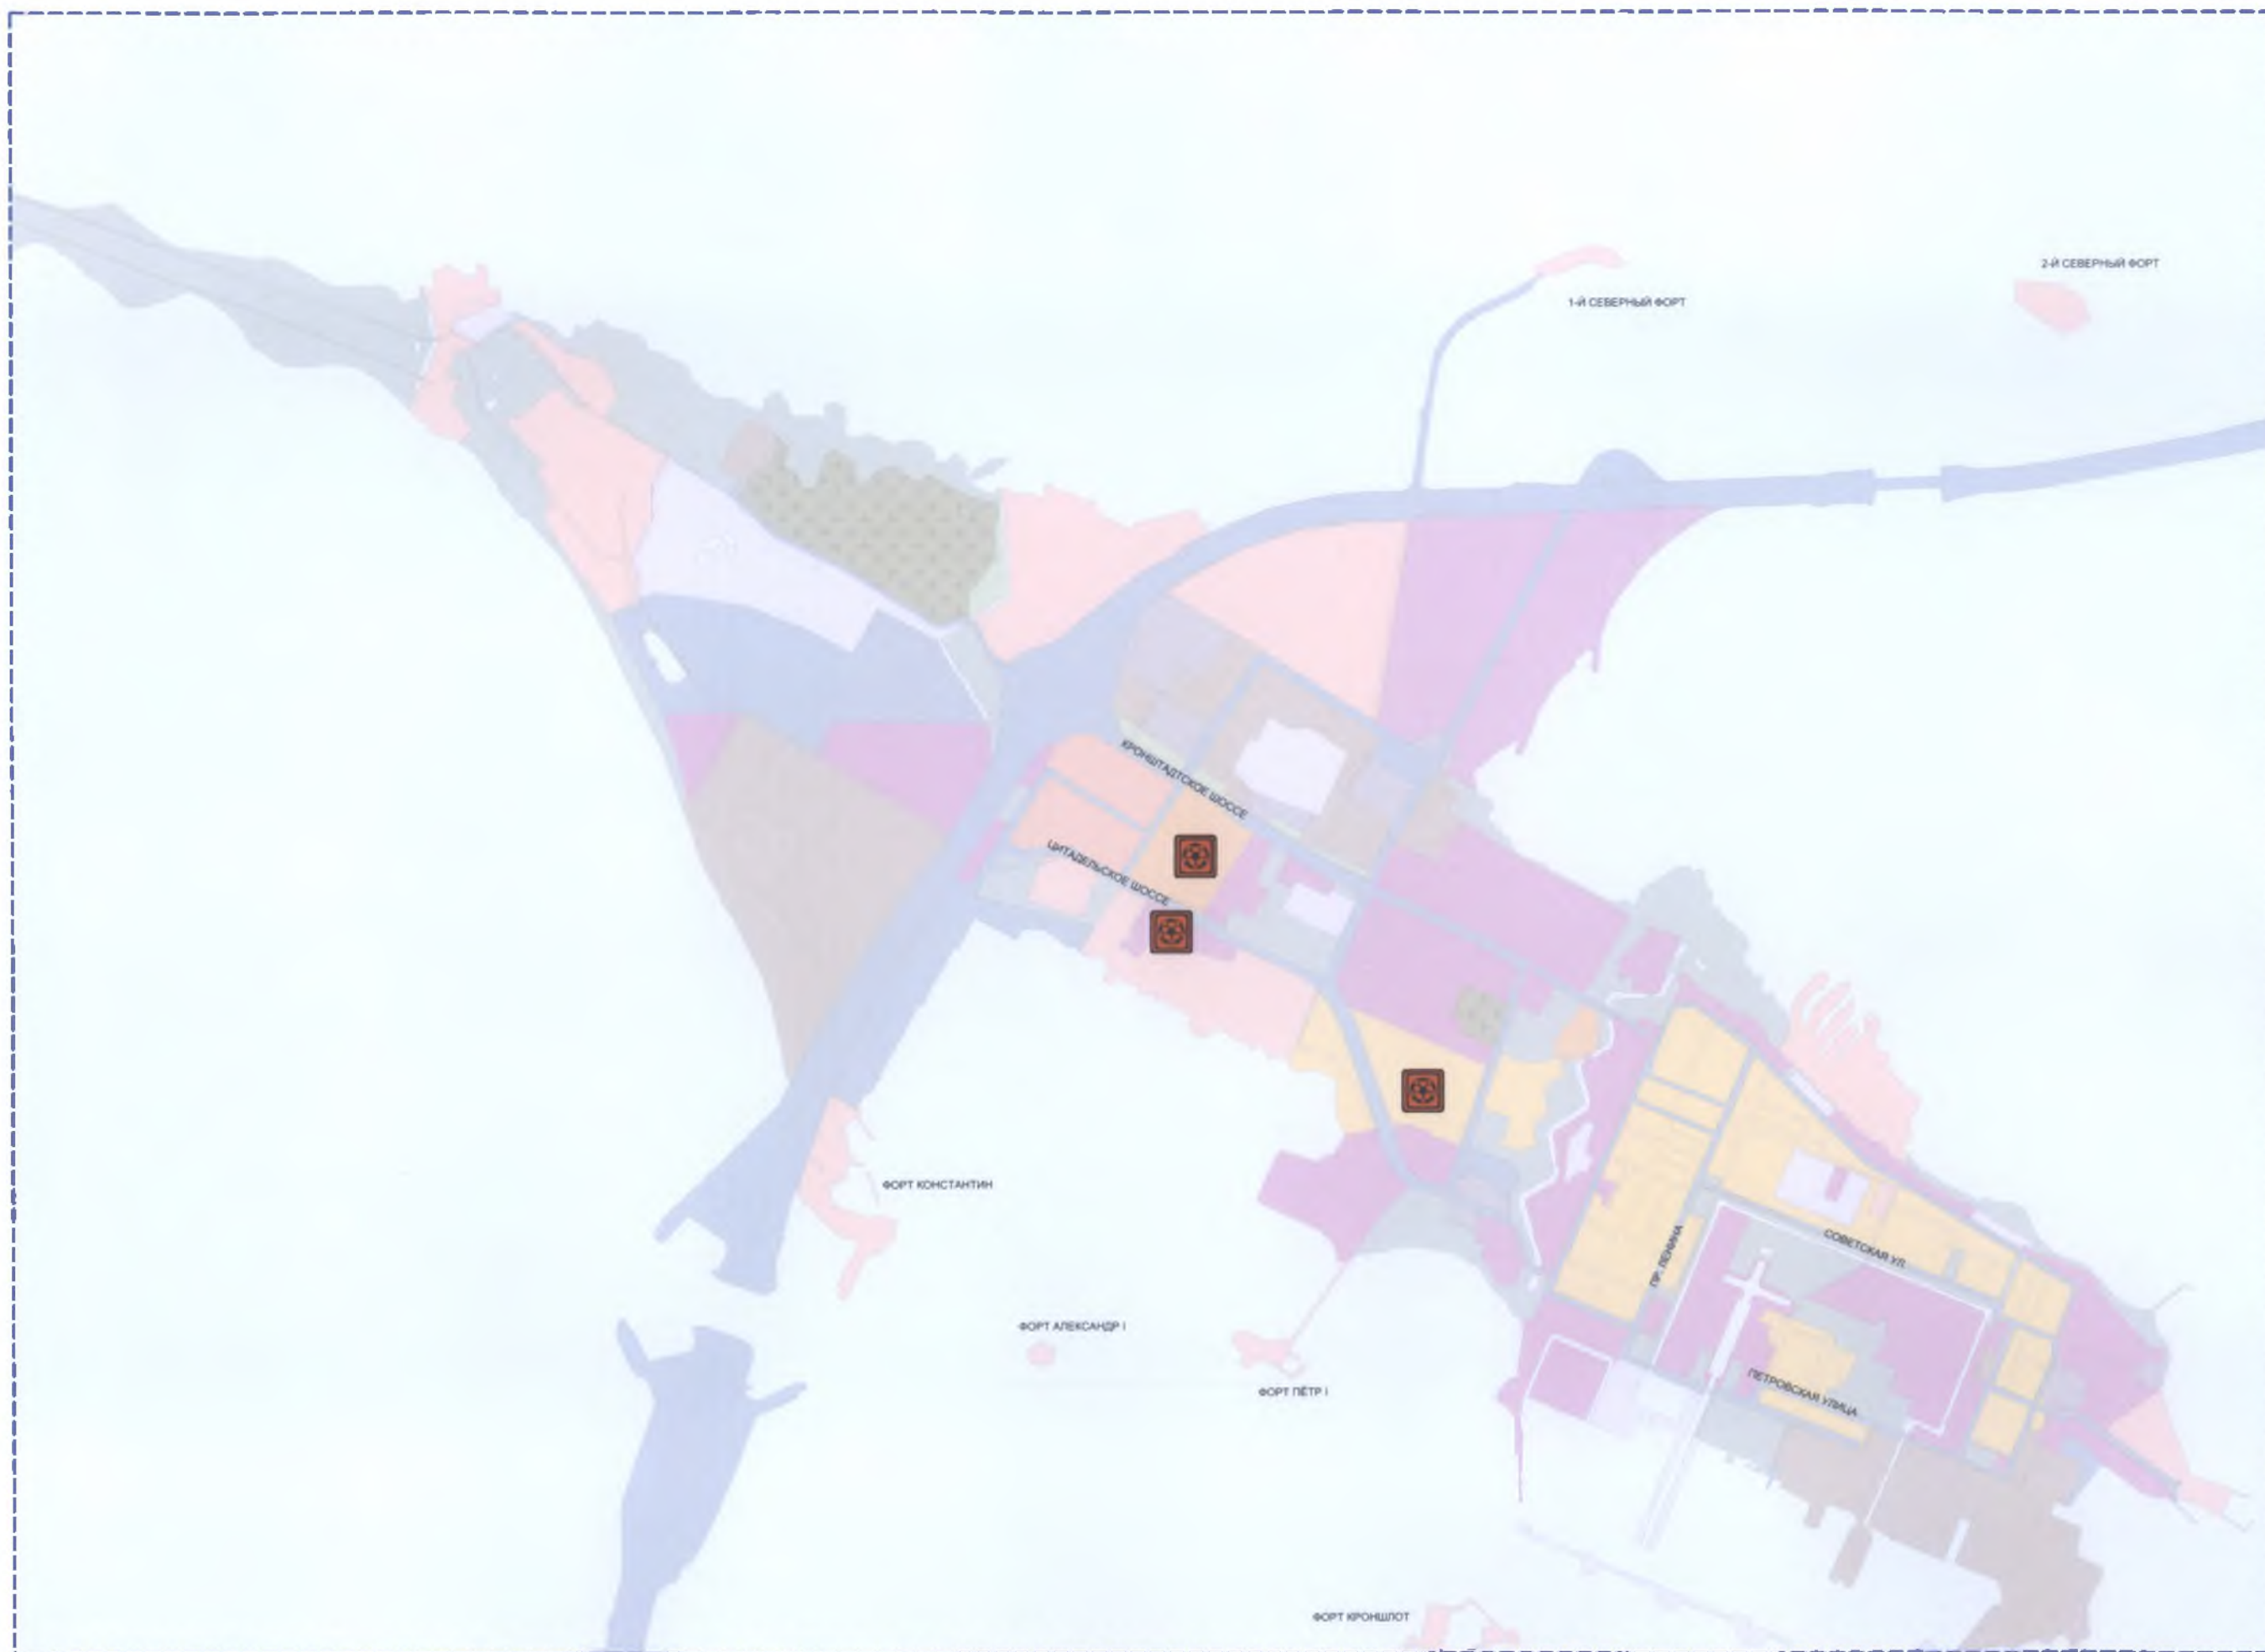 2-Й СЕВЕРНЫЙ ФОРТ
1-Й СЕВЕРНЫЙ ФОРТ
КРОНШТАДТСКОЕ ШОССЕ
ЦИТАДЕЛЬСКОЕ ШОССЕ
ФОРТ КОНСТАНТИН
СОВЕТСКАЯ УЛ.
ПР. ЛЕНИНА
ФОРТ АЛЕКСАНДР I
ФОРТ ПЁТР I
ПЕТРОВСКАЯ УЛИЦА
ФОРТ КРОНШЛОТ